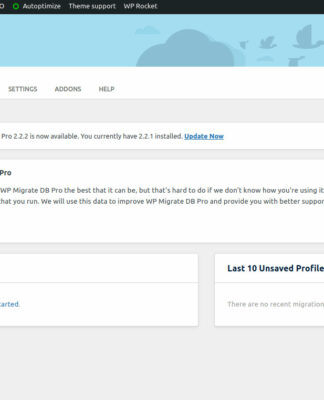 O Autoptimize Theme support WP Rocket
SETTINGS ADDONS HELP
Pro 2.2.2 is now available. You currently have 2.2.1 installed. Update Now
Pro
WP Migrate DB Pro the best that it can be, but that's hard to do if we don't know how you're using it
that you run. We will use this data to improve WP Migrate DB Pro and provide you with better suppor
Last 10 Unsaved Profile
tarted.
There are no recent migration